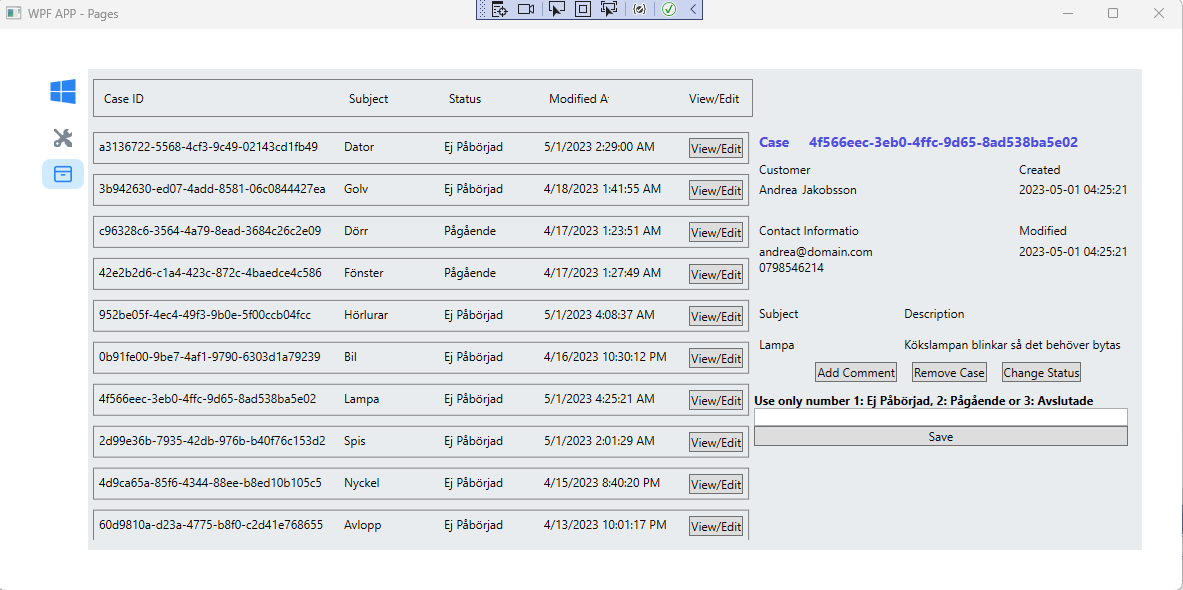 WPF APP - Pages
Case ID Subject Status Modified A View/Edit
a3136722-5568-4cf3-9c49-02143cd1fb49 Dator Ej Påbörjad 5/1/2023 2:29:00 AM View/Edit
3b942630-ed07-4add-8581-06c0844427ea Golv Ej Påbörjad 4/18/2023 1:41:55 AM View/Edit
c96328c6-3564-4a79-8ead-3684c26c2e09 Dörr Pågående 4/17/2023 1:23:51 AM View/Edit
42e2b2d6-c1a4-423c-872c-4baedce4c586 Fönster Pågående 4/17/2023 1:27:49 AM View/Edit
952be05f-4ec4-49f3-9b0e-5f00ccb04fcc Hörlurar Ej Påbörjad 5/1/2023 4:08:37 AM View/Edit
0b91fe00-9be7-4af1-9790-6303d1a79239 Bil Ej Påbörjad 4/16/2023 10:30:12 PM View/Edit
4f566eec-3eb0-4ffc-9d65-8ad538ba5e02 Lampa Ej Påbörjad 5/1/2023 4:25:21 AM View/Edit
2d99e36b-7935-42db-976b-b40f76c153d2 Spis Ej Påbörjad 5/1/2023 2:01:29 AM View/Edit
4d9ca65a-85f6-4344-88ee-b8ed10b105c5 Nyckel Ej Påbörjad 4/15/2023 8:40:20 PM View/Edit
60d9810a-d23a-4775-b8f0-c2d41e768655 Avlopp Ej Påbörjad 4/13/2023 10:01:17 PM View/Edit
Case 4f566eec-3eb0-4ffc-9d65-8ad538ba5e02
Customer Created
Andrea Jakobsson 2023-05-01 04:25:21
Contact Informatio Modified
andrea@domain.com 2023-05-01 04:25:21
0798546214
Subject Description
Lampa Kökslampan blinkar så det behöver bytas
Add Comment Remove Case Change Status
Use only number 1: Ej Påbörjad, 2: Pågående or 3: Avslutade
Save